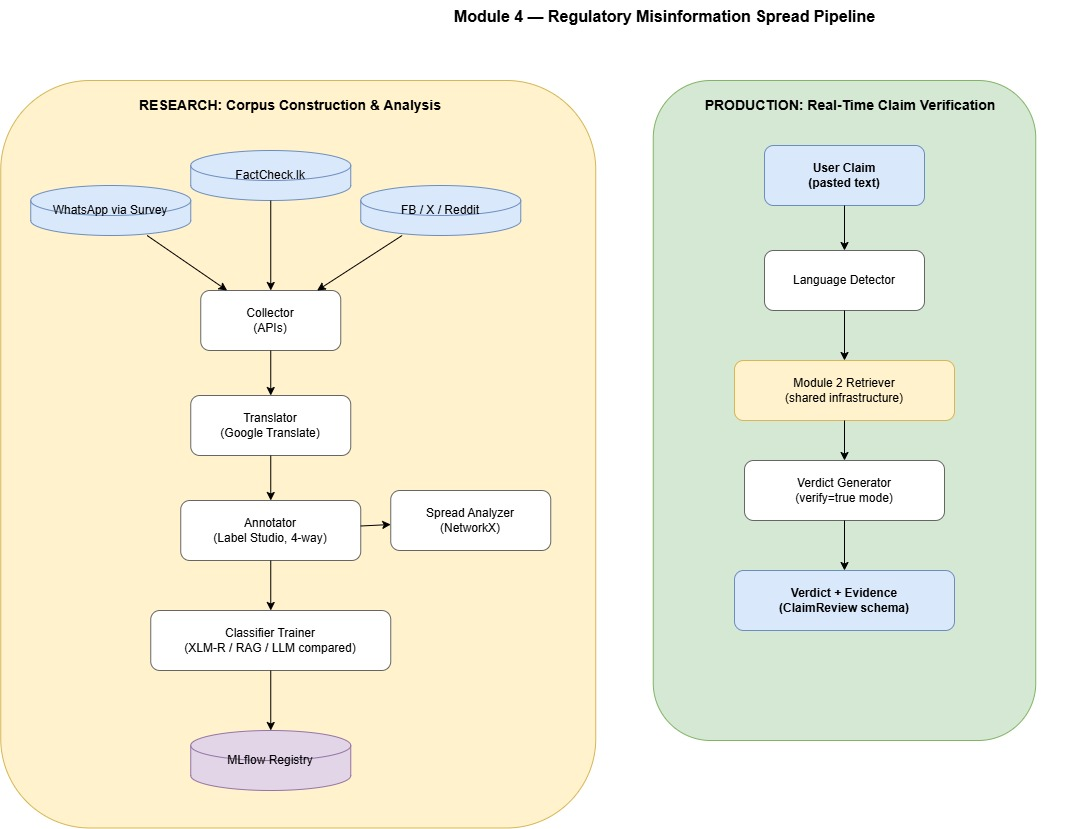 Module 4 — Regulatory Misinformation Spread Pipeline
RESEARCH: Corpus Construction & Analysis
FactCheck.lk
WhatsApp via Survey
FB / X / Reddit
Collector
(APIs)
Translator
(Google Translate)
Annotator
(Label Studio, 4-way)
Spread Analyzer
(NetworkX)
Classifier Trainer
(XLM-R / RAG / LLM compared)
MLflow Registry
PRODUCTION: Real-Time Claim Verification
User Claim
(pasted text)
Language Detector
Module 2 Retriever
(shared infrastructure)
Verdict Generator
(verify=true mode)
Verdict + Evidence
(ClaimReview schema)